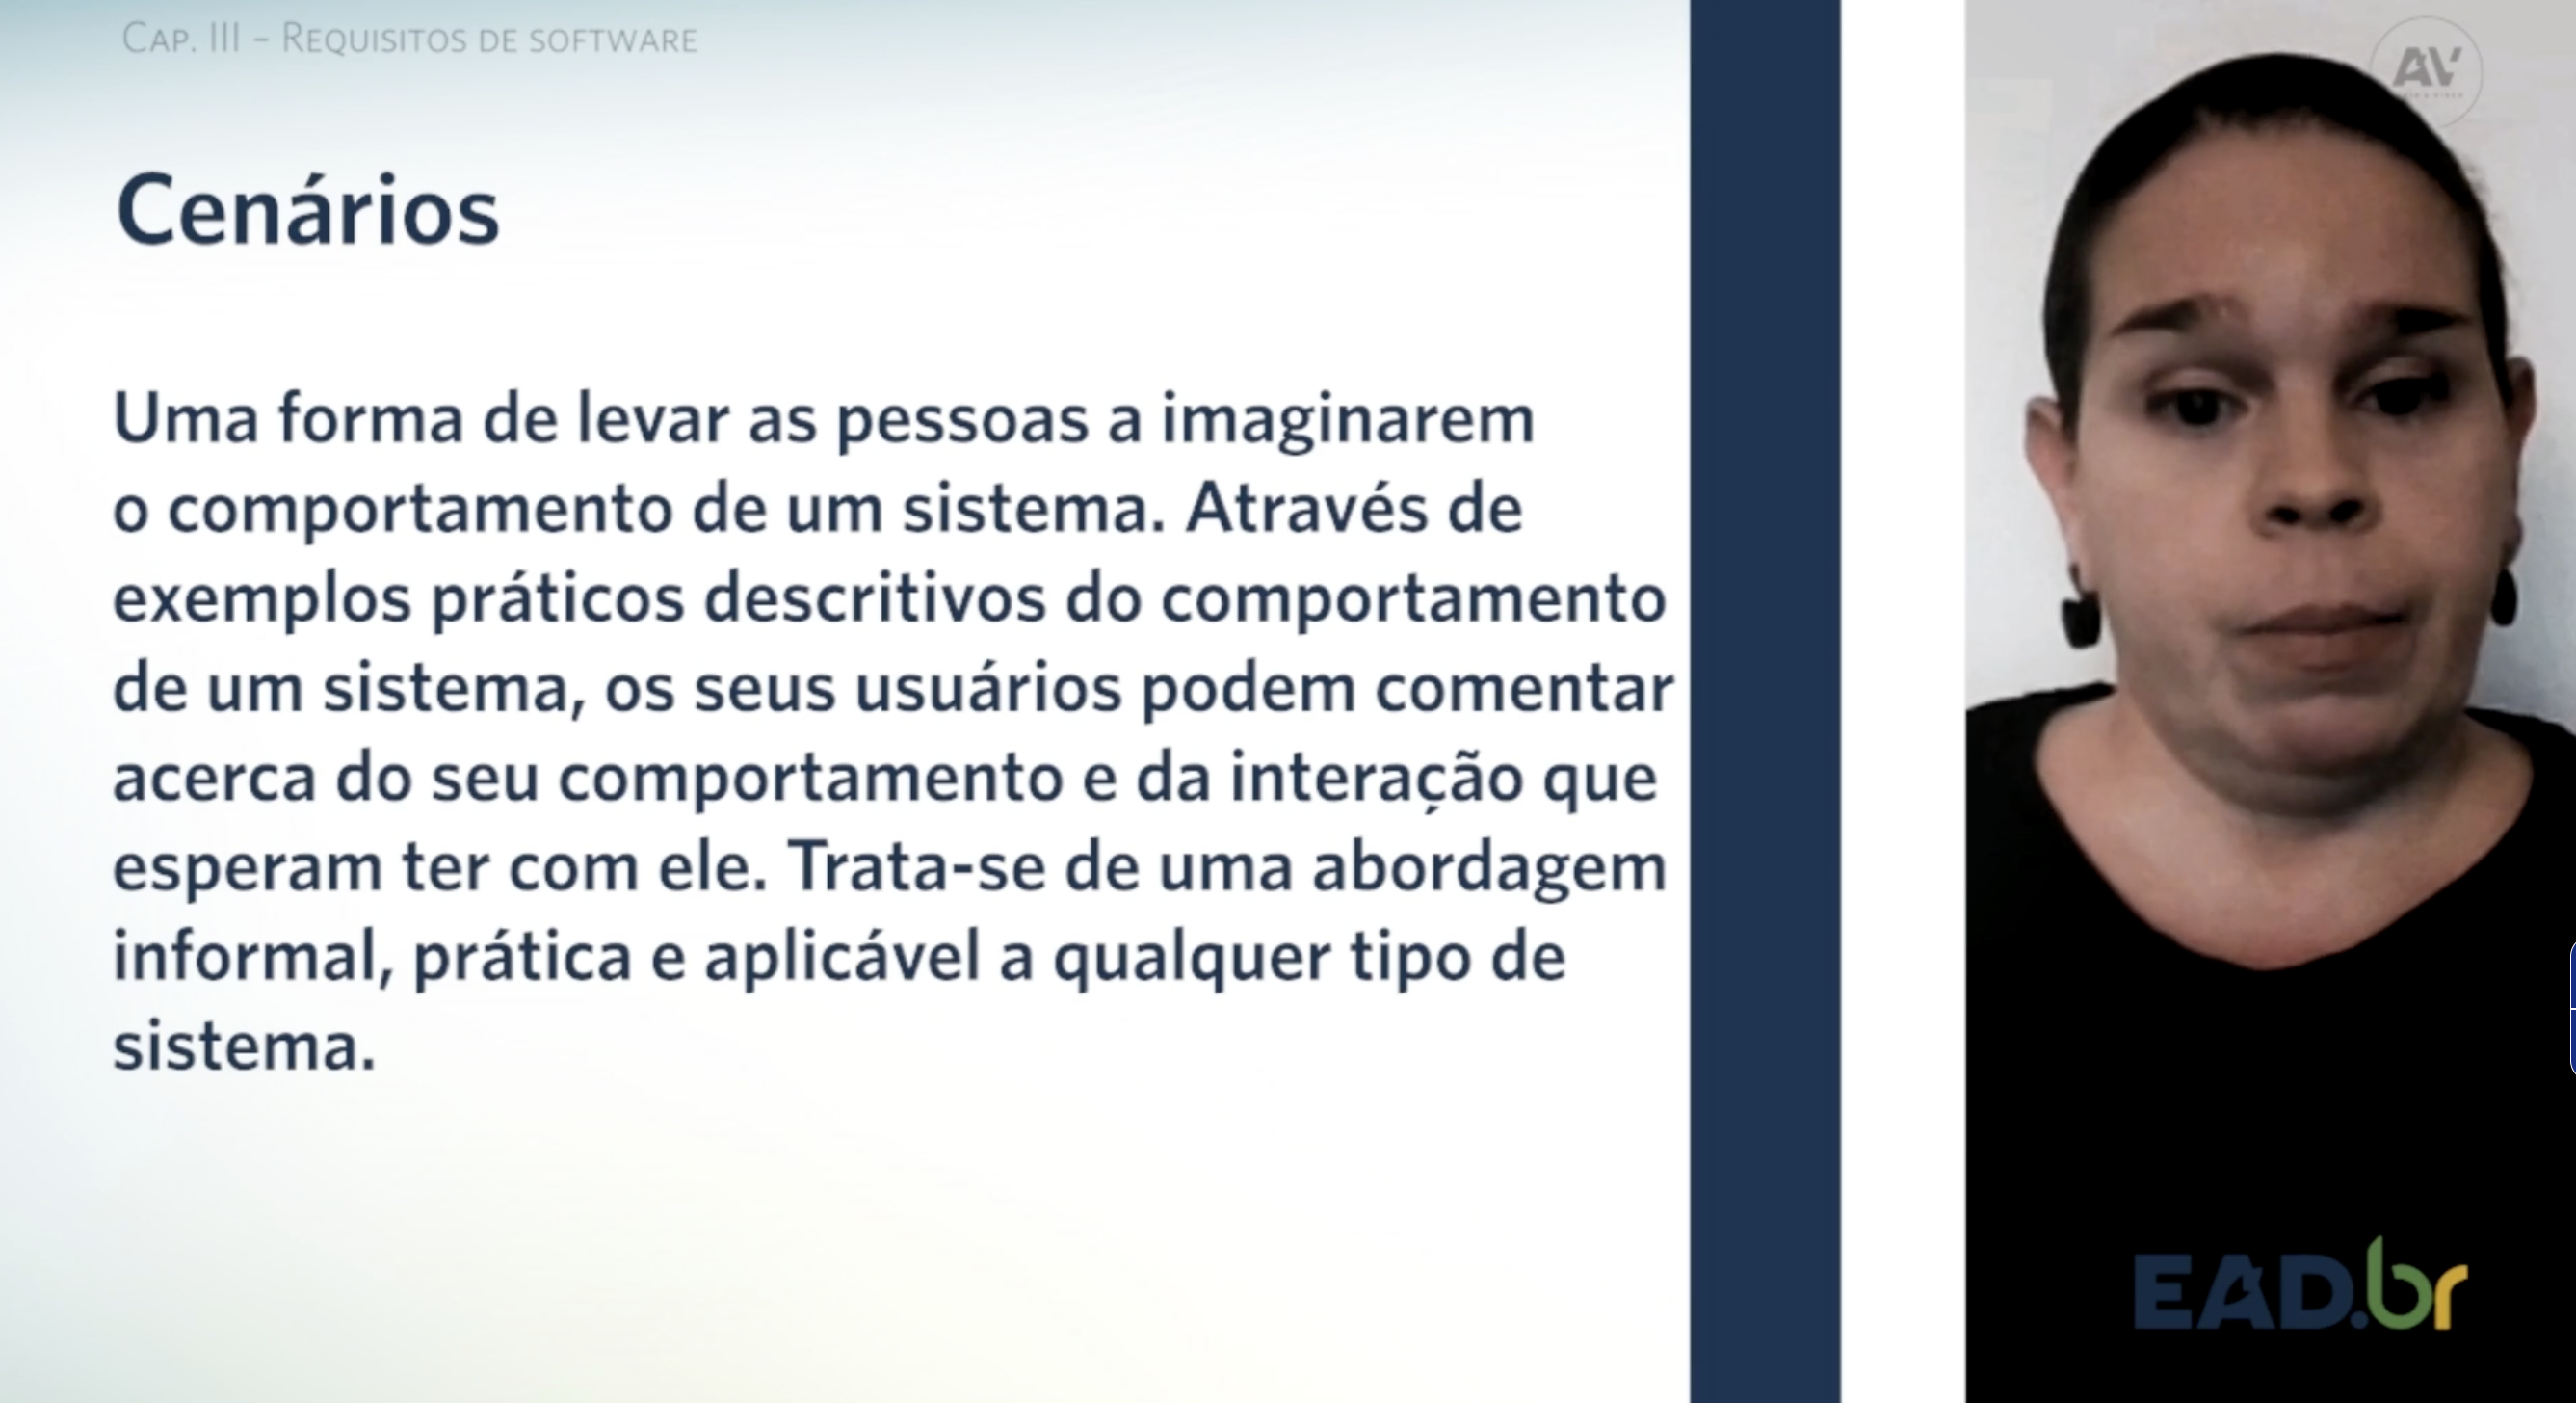 Cap. III – Requisitos de software
Cenários
Uma forma de levar as pessoas a imaginarem
o comportamento de um sistema. Através de
exemplos práticos descritivos do comportamento
de um sistema, os seus usuários podem comentar
acerca do seu comportamento e da interação que
esperam ter com ele. Trata-se de uma abordagem
informal, prática e aplicável a qualquer tipo de
sistema.
AV
EAD.br